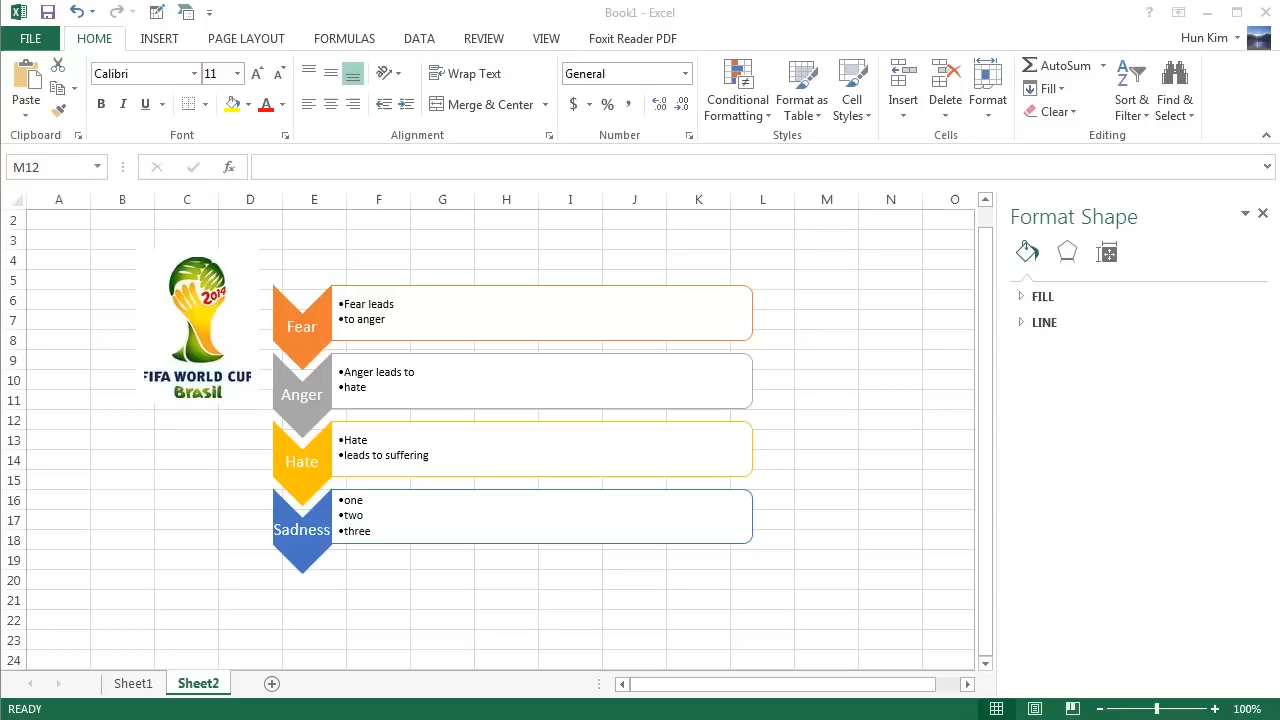 Book1 - Excel
?
FILE HOME INSERT PAGE LAYOUT FORMULAS DATA REVIEW VIEW Foxit Reader PDF Hun Kim
Calibri 11 Wrap Text General AutoSum
Paste B I U Merge & Center $ % , Conditional Formatting Format as Table Cell Styles Insert Delete Format Fill Clear Sort & Filter Find & Select
Clipboard Font Alignment Number Styles Cells Editing
M12 fx
A B C D E F G H I J K L M N O
Format Shape
FILL
LINE
2
3
4
5
6
7
8
9
10
11
12
13
14
15
16
17
18
19
20
21
22
23
24
2014
FIFA WORLD CUP
Brasil
Fear
•Fear leads
•to anger
Anger
•Anger leads to
•hate
Hate
•Hate
•leads to suffering
Sadness
•one
•two
•three
Sheet1 Sheet2
READY 100%